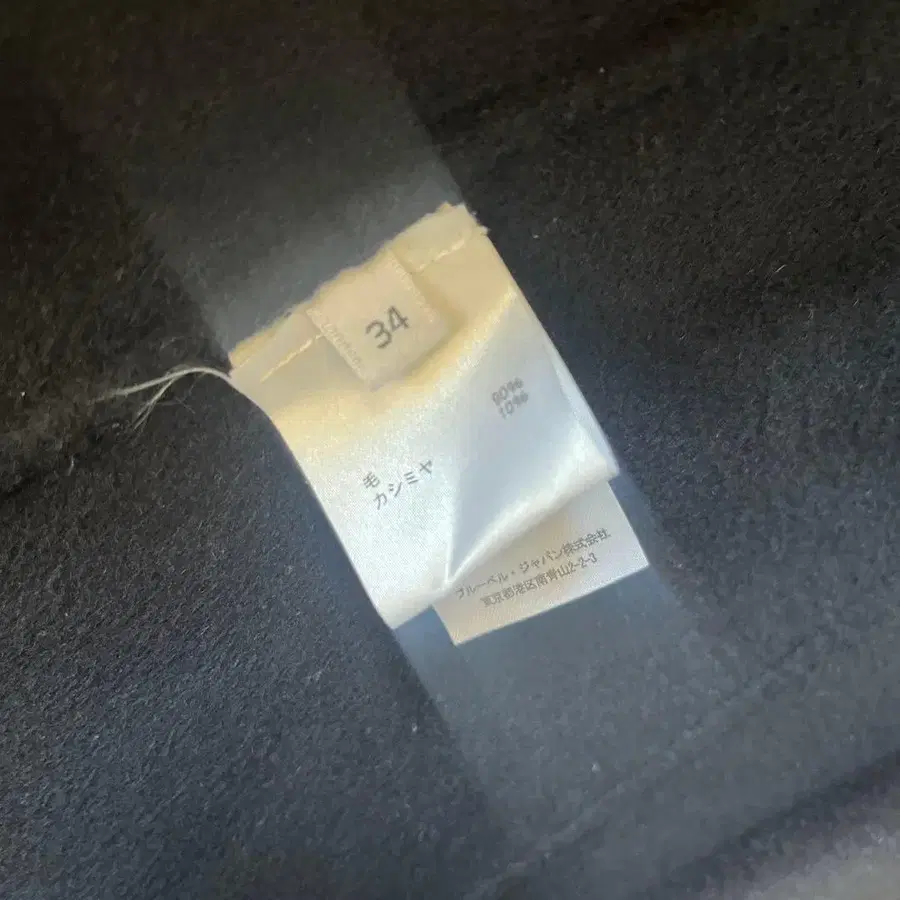 34
毛 90%
カシミヤ 10%
ブルーベル・ジャパン株式会社
東京都港区南青山2-2-3